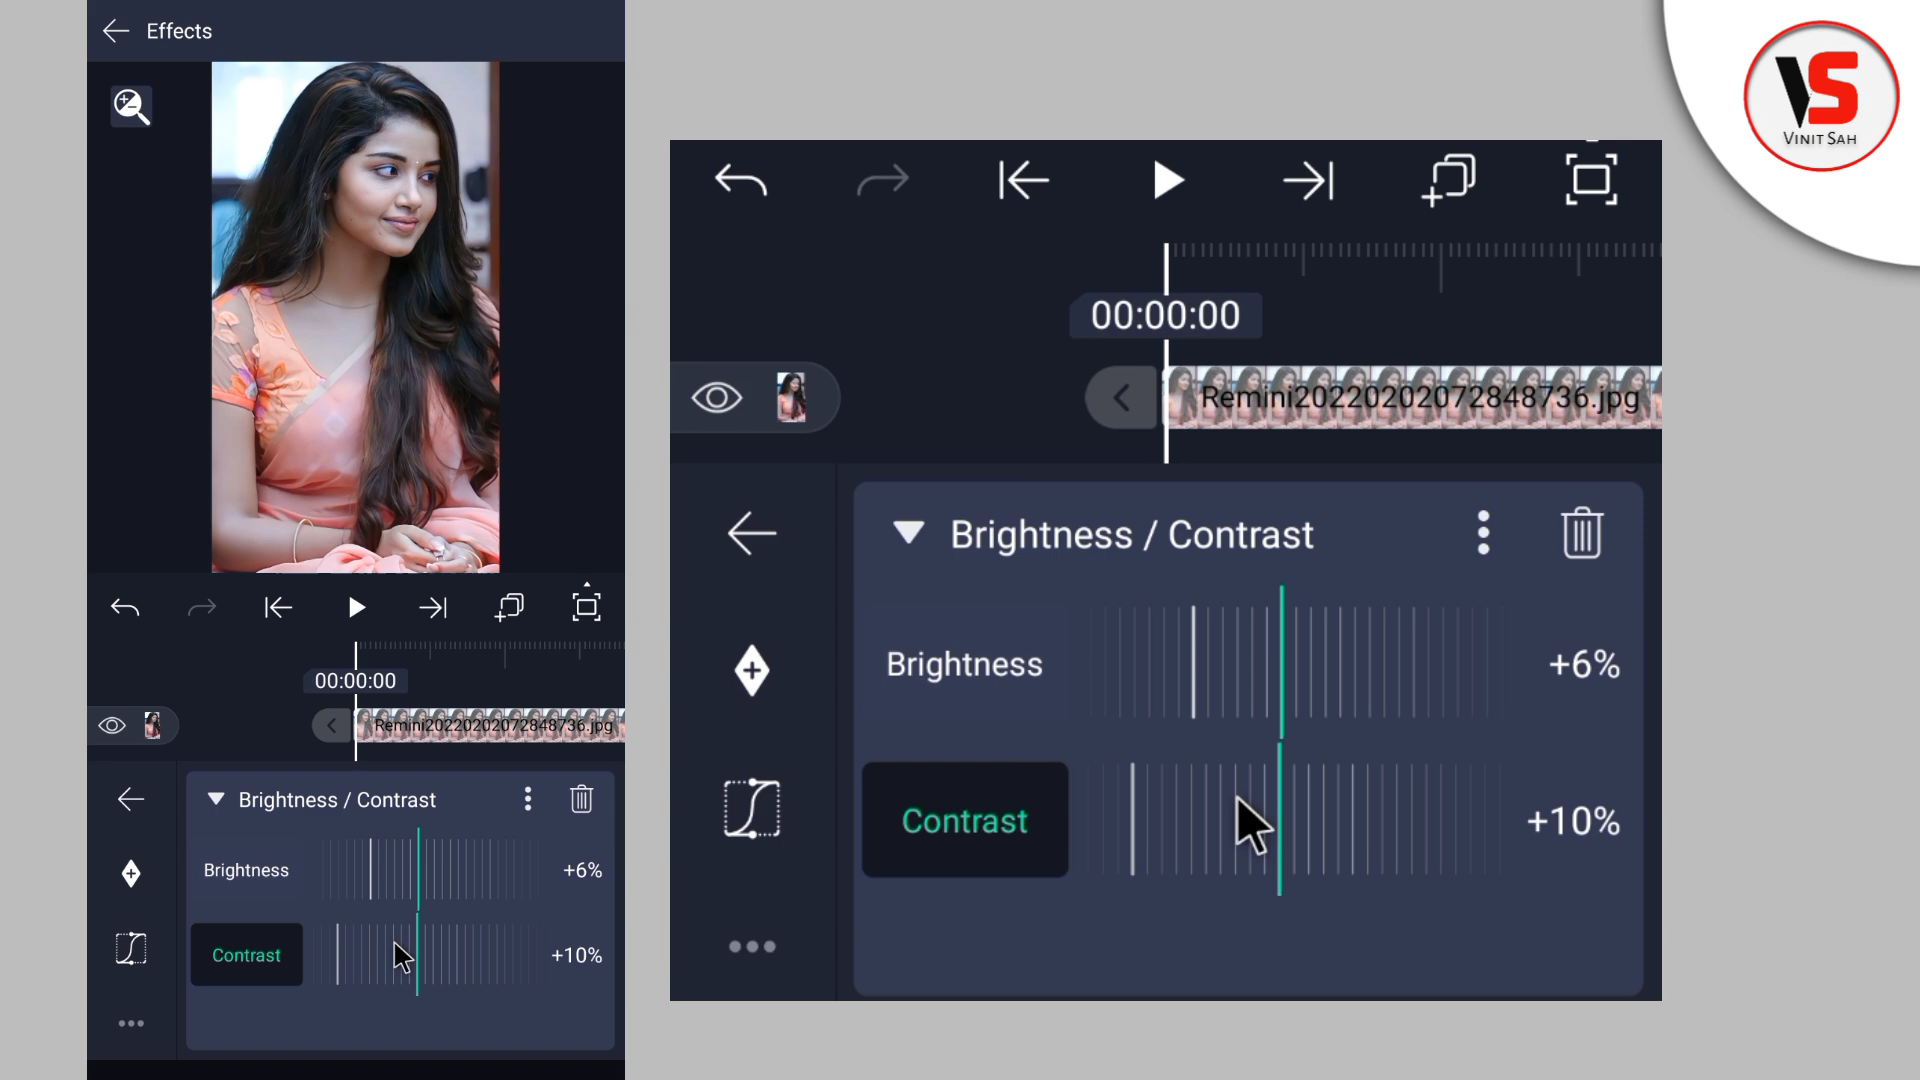 Effects
00:00:00
Remini20220202072848736.jpg
Brightness / Contrast
Brightness
+6%
Contrast
+10%
00:00:00
Remini20220202072848736.jpg
Brightness / Contrast
Brightness
+6%
Contrast
+10%
VS
VINIT SAH